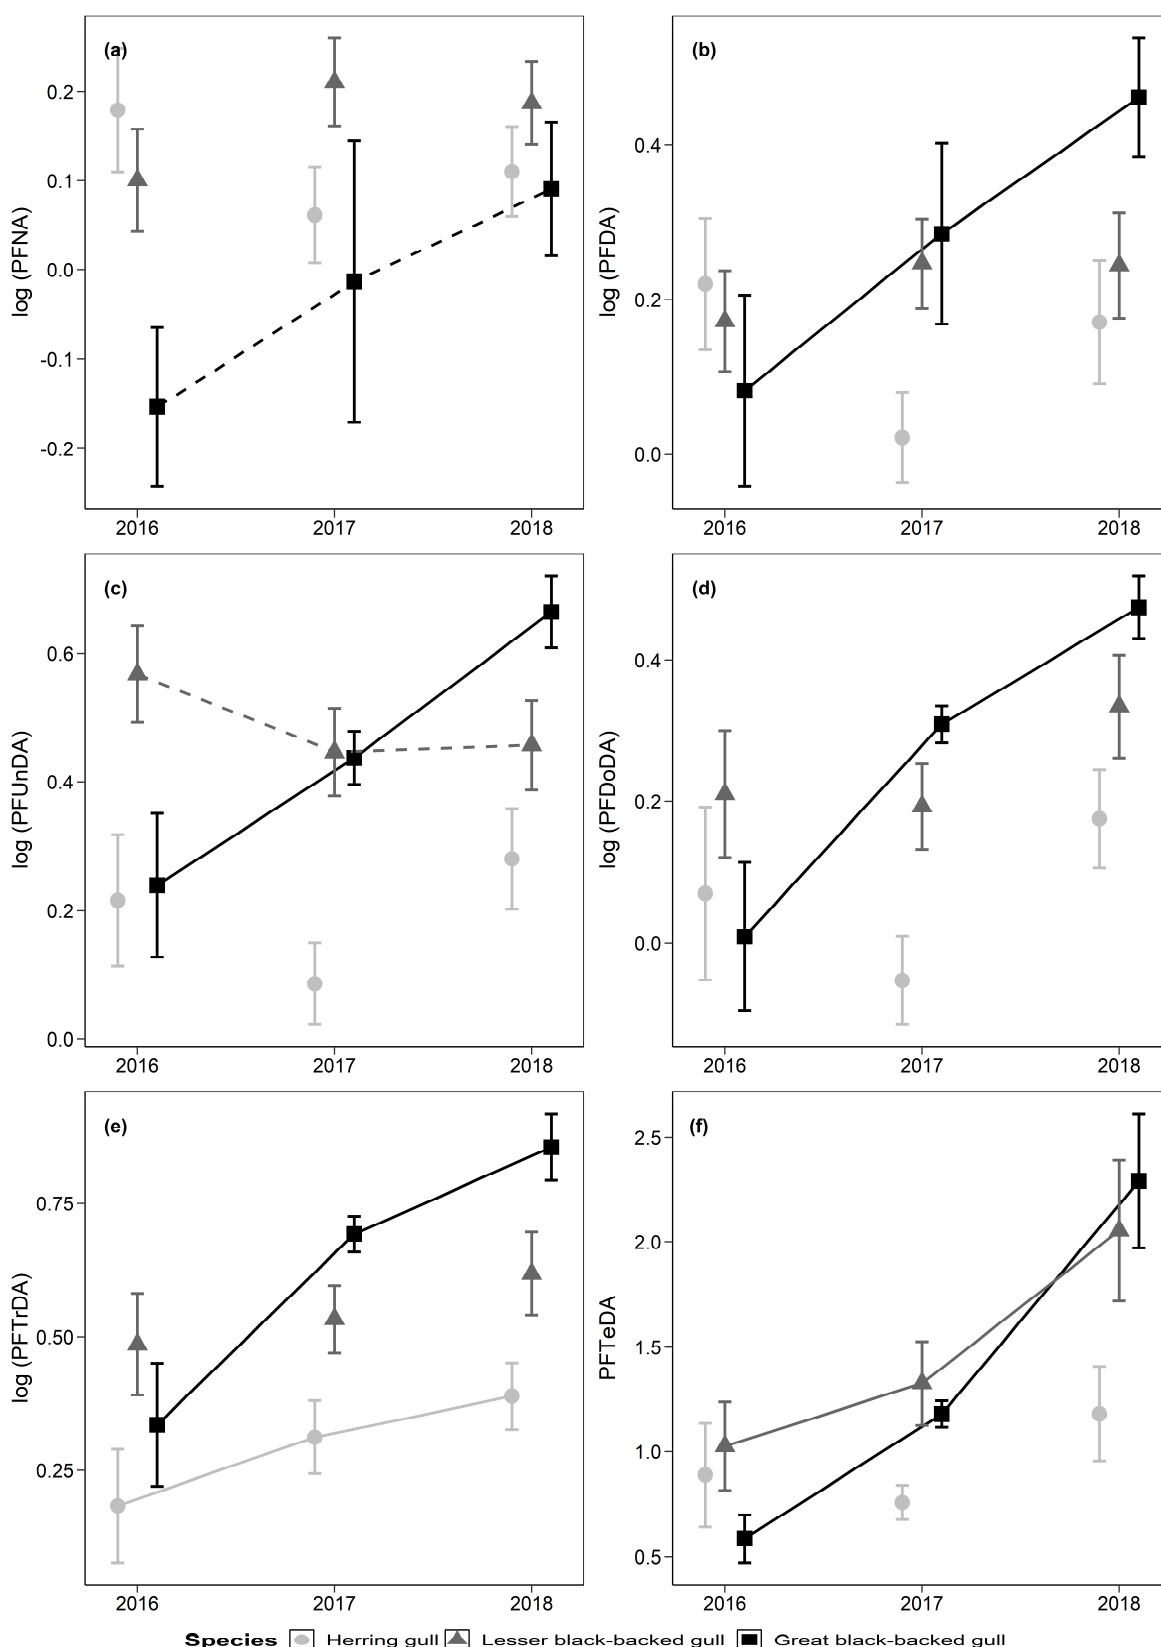 (a)
log (PFNA)
0.2
0.1
0.0
-0.1
-0.2
2016 2017 2018
(b)
log (PFDA)
0.4
0.2
0.0
2016 2017 2018
(c)
log (PFUnDA)
0.6
0.4
0.2
0.0
2016 2017 2018
(d)
log (PFDoDA)
0.4
0.2
0.0
2016 2017 2018
(e)
log (PFTrDA)
0.75
0.50
0.25
2016 2017 2018
(f)
PFTeDA
2.5
2.0
1.5
1.0
0.5
2016 2017 2018
Species Herring gull Lesser black-backed gull Great black-backed gull